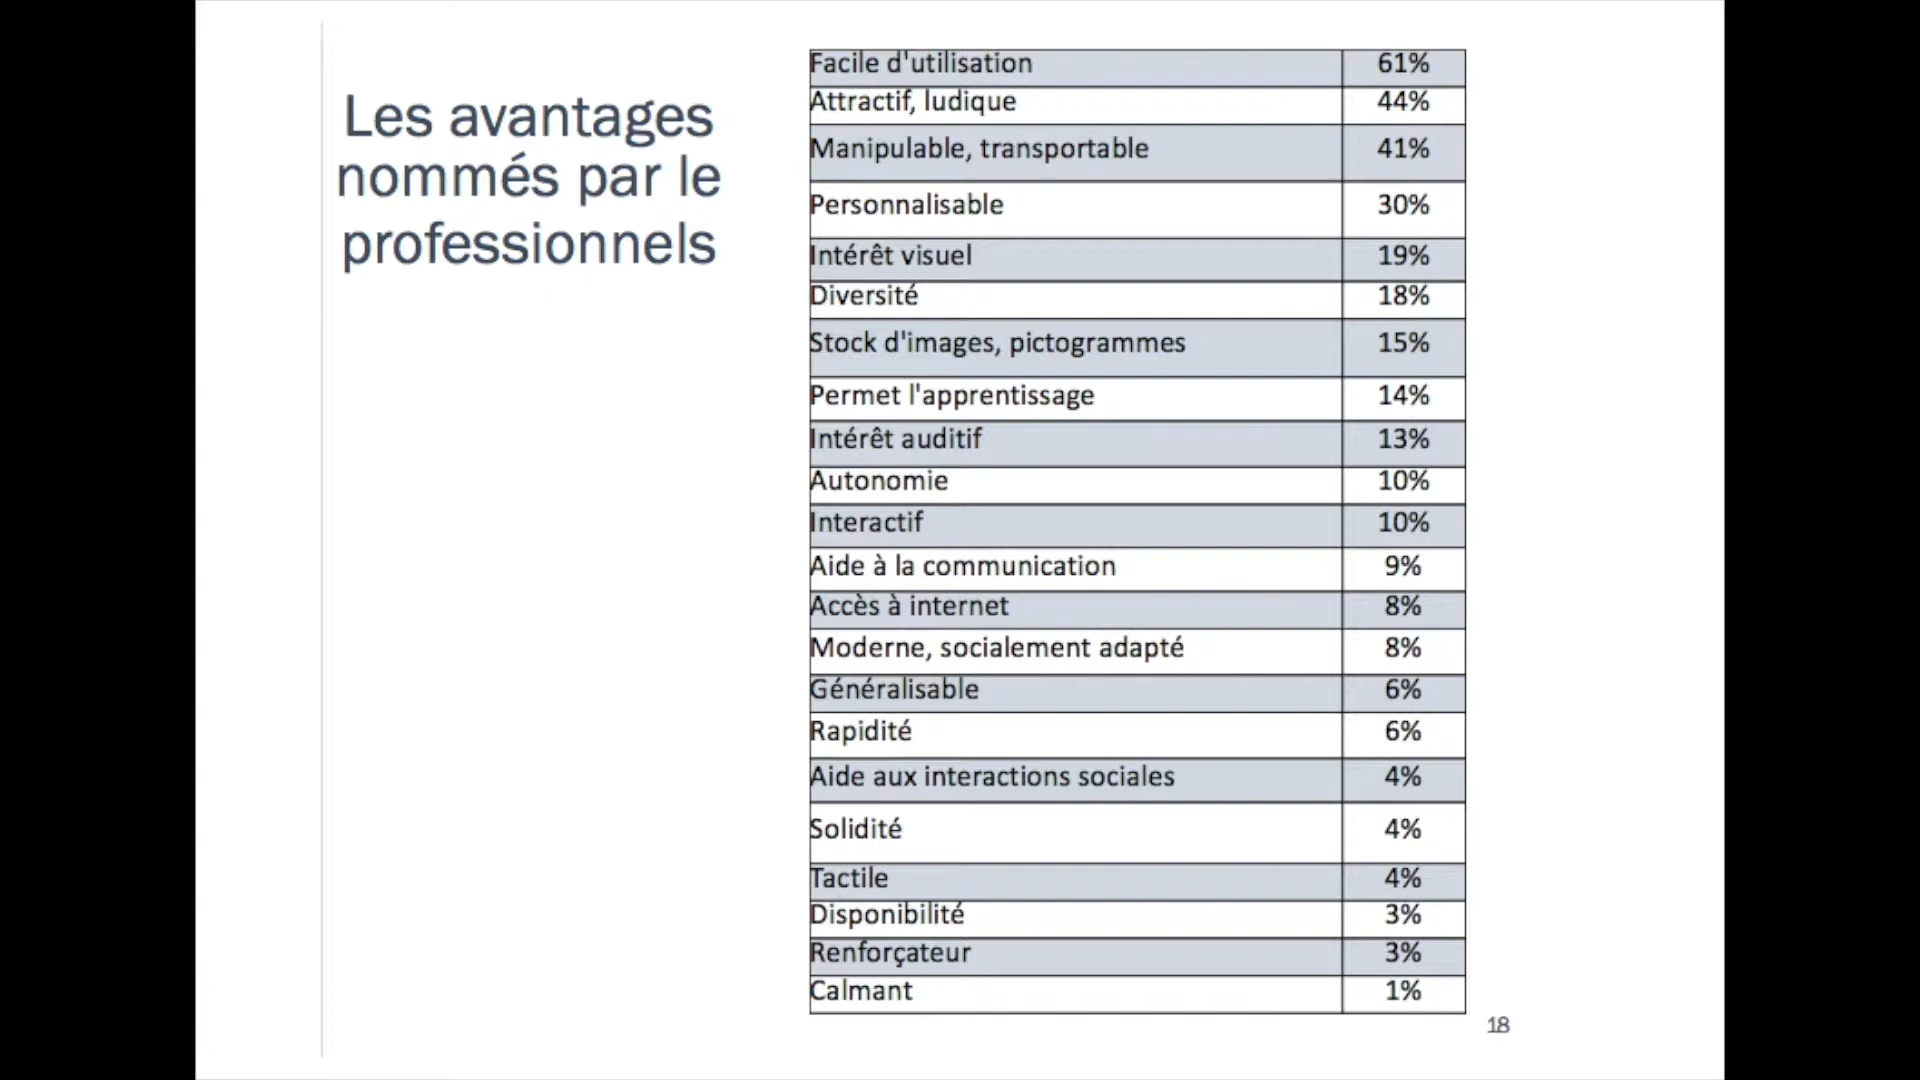 Les avantages
nommés par le
professionnels
Facile d'utilisation 61%
Attractif, ludique 44%
Manipulable, transportable 41%
Personnalisable 30%
Intérêt visuel 19%
Diversité 18%
Stock d'images, pictogrammes 15%
Permet l'apprentissage 14%
Intérêt auditif 13%
Autonomie 10%
Interactif 10%
Aide à la communication 9%
Accès à internet 8%
Moderne, socialement adapté 8%
Généralisable 6%
Rapidité 6%
Aide aux interactions sociales 4%
Solidité 4%
Tactile 4%
Disponibilité 3%
Renforçateur 3%
Calmant 1%
18